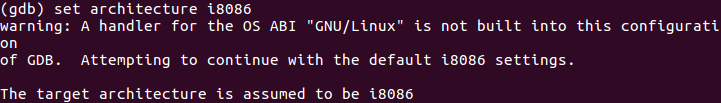 (gdb) set architecture i8086
warning: A handler for the OS ABI "GNU/Linux" is not built into this configurati
on
of GDB.  Attempting to continue with the default i8086 settings.

The target architecture is assumed to be i8086